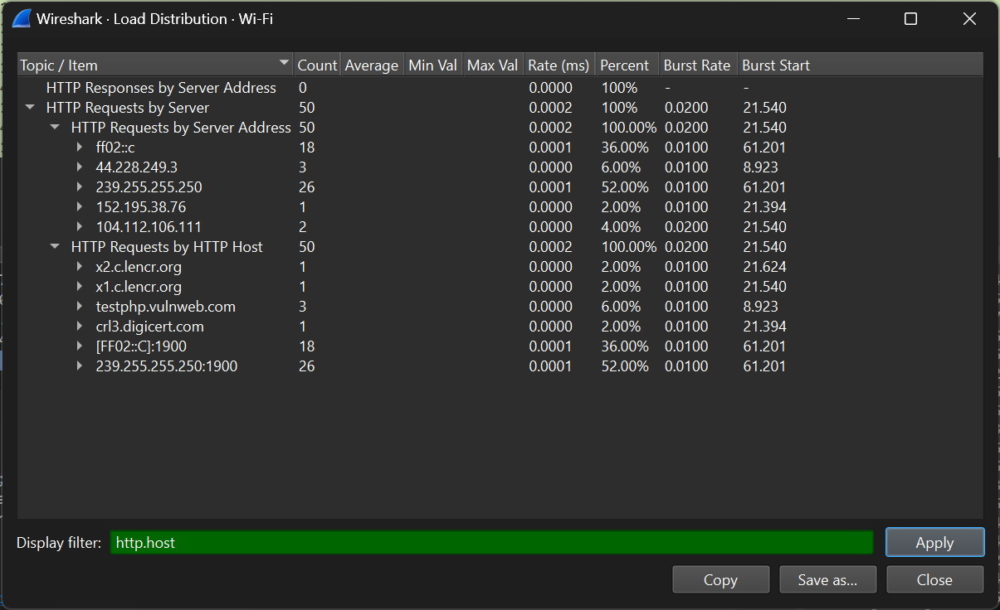 Wireshark · Load Distribution · Wi-Fi
Topic / Item Count Average Min Val Max Val Rate (ms) Percent Burst Rate Burst Start
HTTP Responses by Server Address 0 0.0000 100% - -
HTTP Requests by Server 50 0.0002 100% 0.0200 21.540
HTTP Requests by Server Address 50 0.0002 100.00% 0.0200 21.540
ff02::c 18 0.0001 36.00% 0.0100 61.201
44.228.249.3 3 0.0000 6.00% 0.0100 8.923
239.255.255.250 26 0.0001 52.00% 0.0100 61.201
152.195.38.76 1 0.0000 2.00% 0.0100 21.394
104.112.106.111 2 0.0000 4.00% 0.0200 21.540
HTTP Requests by HTTP Host 50 0.0002 100.00% 0.0200 21.540
x2.c.lencr.org 1 0.0000 2.00% 0.0100 21.624
x1.c.lencr.org 1 0.0000 2.00% 0.0100 21.540
testphp.vulnweb.com 3 0.0000 6.00% 0.0100 8.923
crl3.digicert.com 1 0.0000 2.00% 0.0100 21.394
[FF02::C]:1900 18 0.0001 36.00% 0.0100 61.201
239.255.255.250:1900 26 0.0001 52.00% 0.0100 61.201
Display filter: http.host Apply
Copy Save as... Close